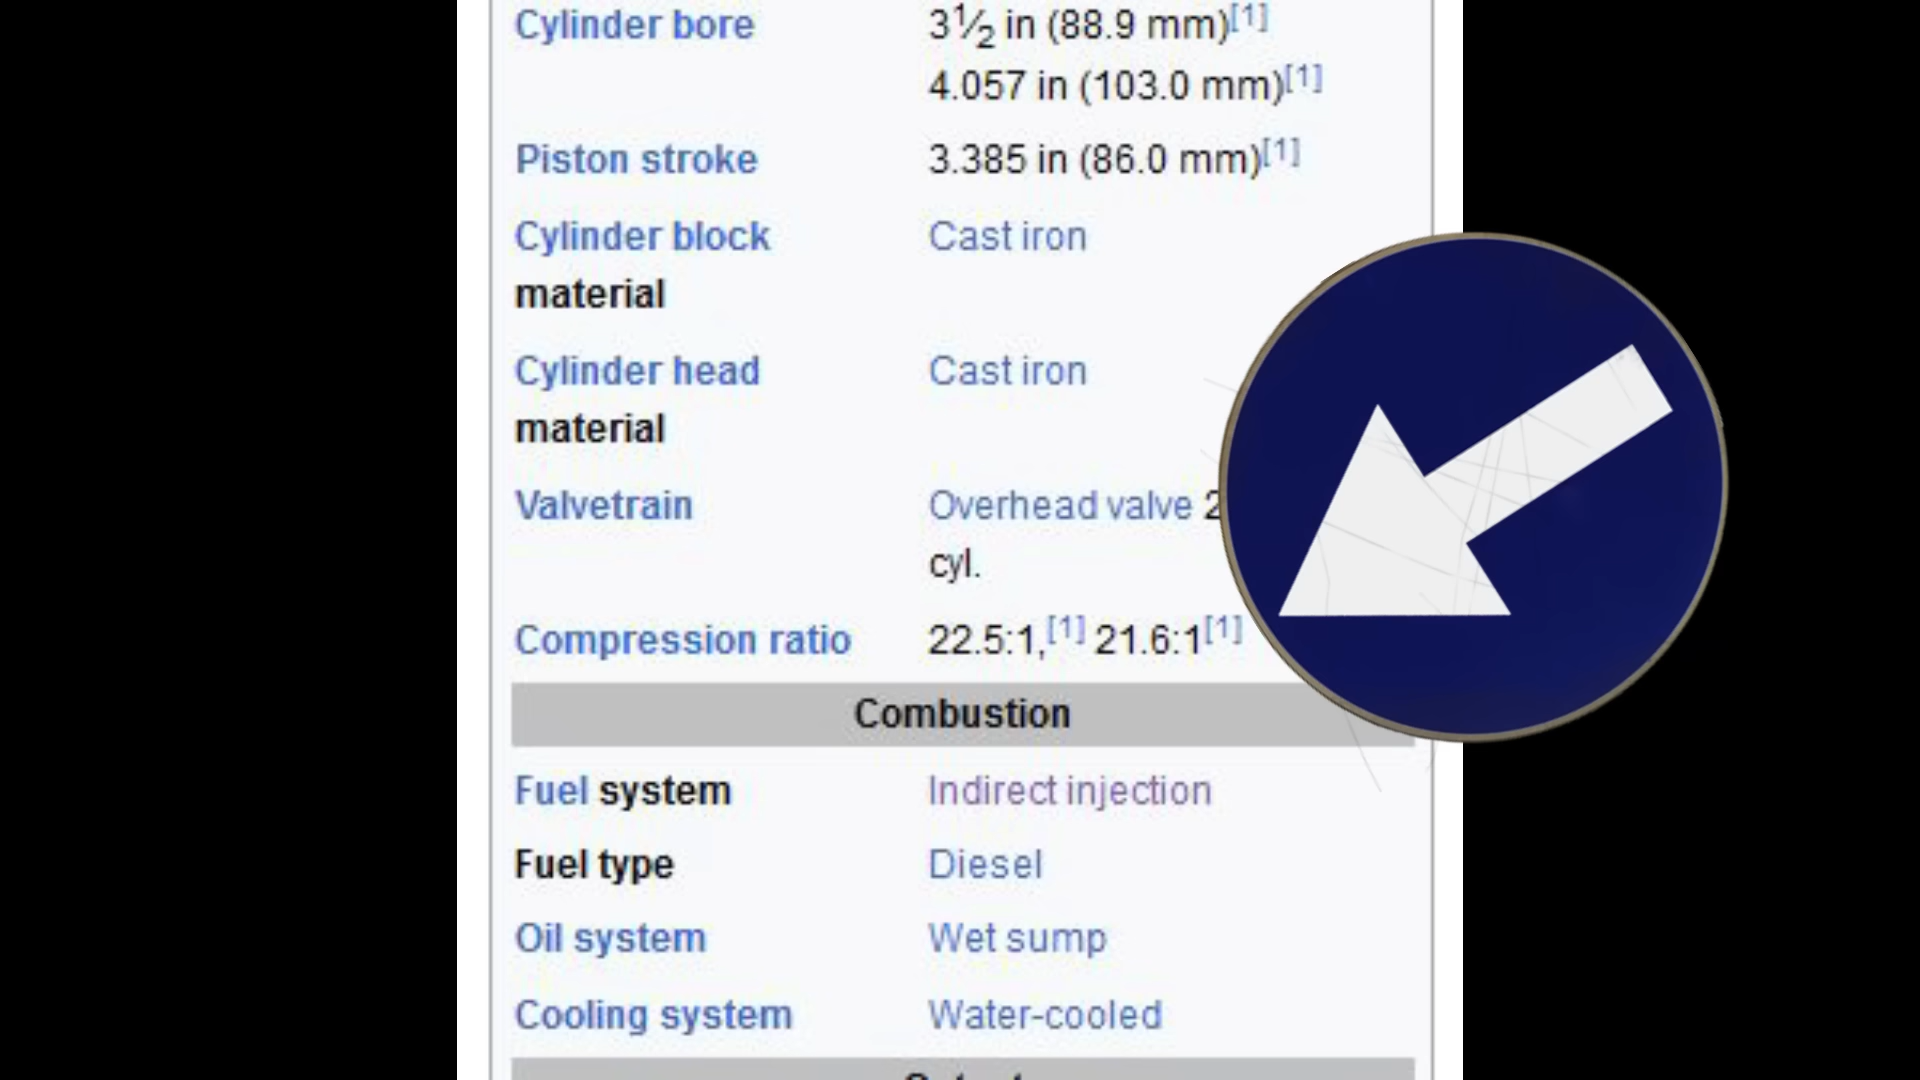 Cylinder bore 3½ in (88.9 mm)[1]
4.057 in (103.0 mm)[1]
Piston stroke 3.385 in (86.0 mm)[1]
Cylinder block Cast iron
material
Cylinder head Cast iron
material
Valvetrain Overhead valve 2
cyl.
Compression ratio 22.5:1,[1] 21.6:1[1]
Combustion
Fuel system Indirect injection
Fuel type Diesel
Oil system Wet sump
Cooling system Water-cooled